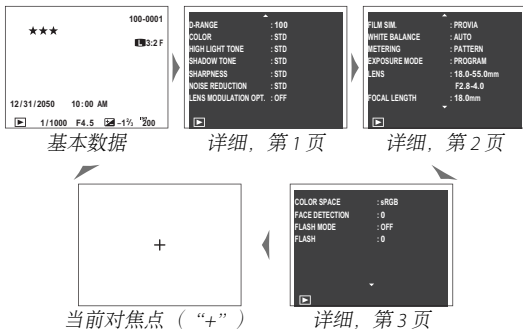 100-0001
★★★
L 3:2 F
12/31/2050 10:00 AM
1/1000 F4.5 -1⅔ ISO 200
基本数据
D-RANGE : 100
COLOR : STD
HIGH LIGHT TONE : STD
SHADOW TONE : STD
SHARPNESS : STD
NOISE REDUCTION : STD
LENS MODULATION OPT. : OFF
详细，第1页
FILM SIM. : PROVIA
WHITE BALANCE : AUTO
METERING : PATTERN
EXPOSURE MODE : PROGRAM
LENS : 18.0-55.0mm
F2.8-4.0
FOCAL LENGTH : 18.0mm
详细，第2页
+
当前对焦点（“+”）
COLOR SPACE : sRGB
FACE DETECTION : 0
FLASH MODE : OFF
FLASH : 0
详细，第3页